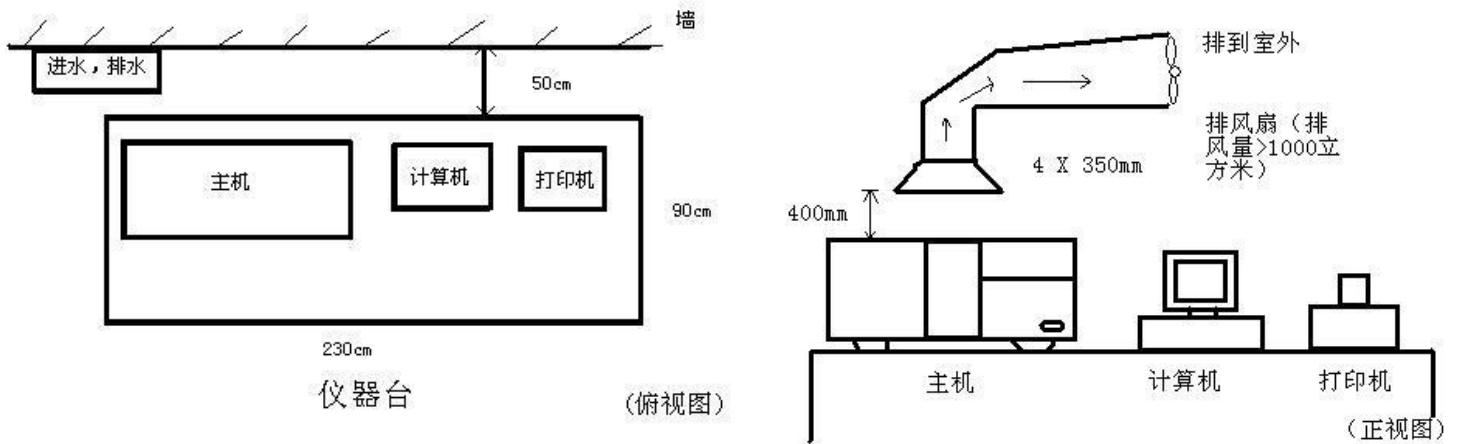 墙
进水，排水
50cm
主机
计算机
打印机
90cm
230cm
仪器台
(俯视图)
排到室外
排风扇（排
风量>1000立
方米）
4 X 350mm
400mm
主机
计算机
打印机
(正视图)